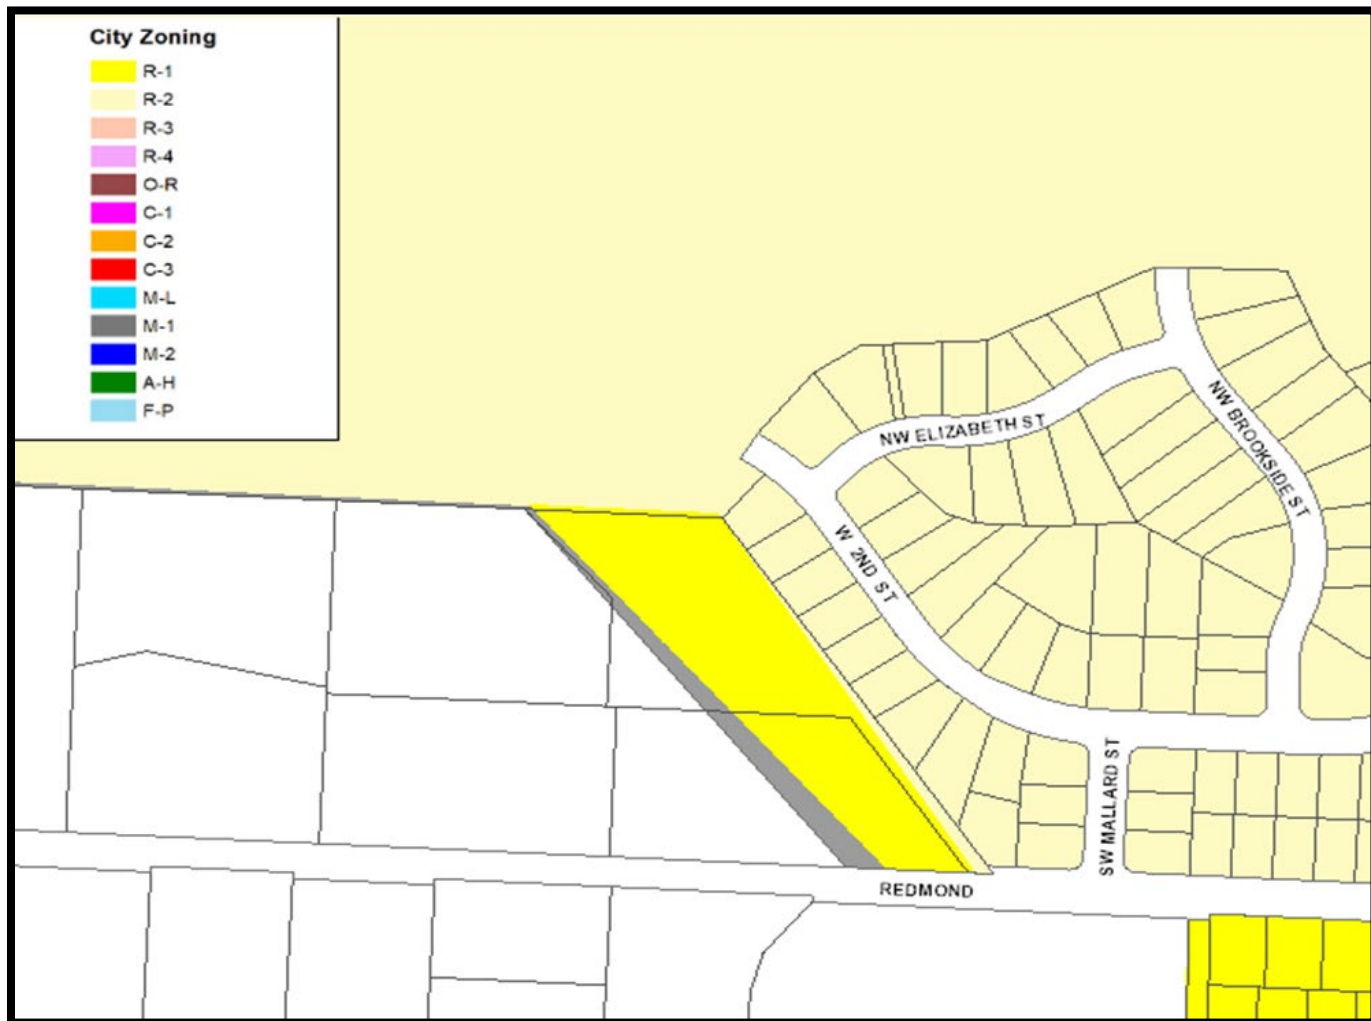 City Zoning
R-1
R-2
R-3
R-4
O-R
C-1
C-2
C-3
M-L
M-1
M-2
A-H
F-P
NW ELIZABETH ST
NW BROOKSIDE ST
W 2ND ST
SW MALLARD ST
REDMOND